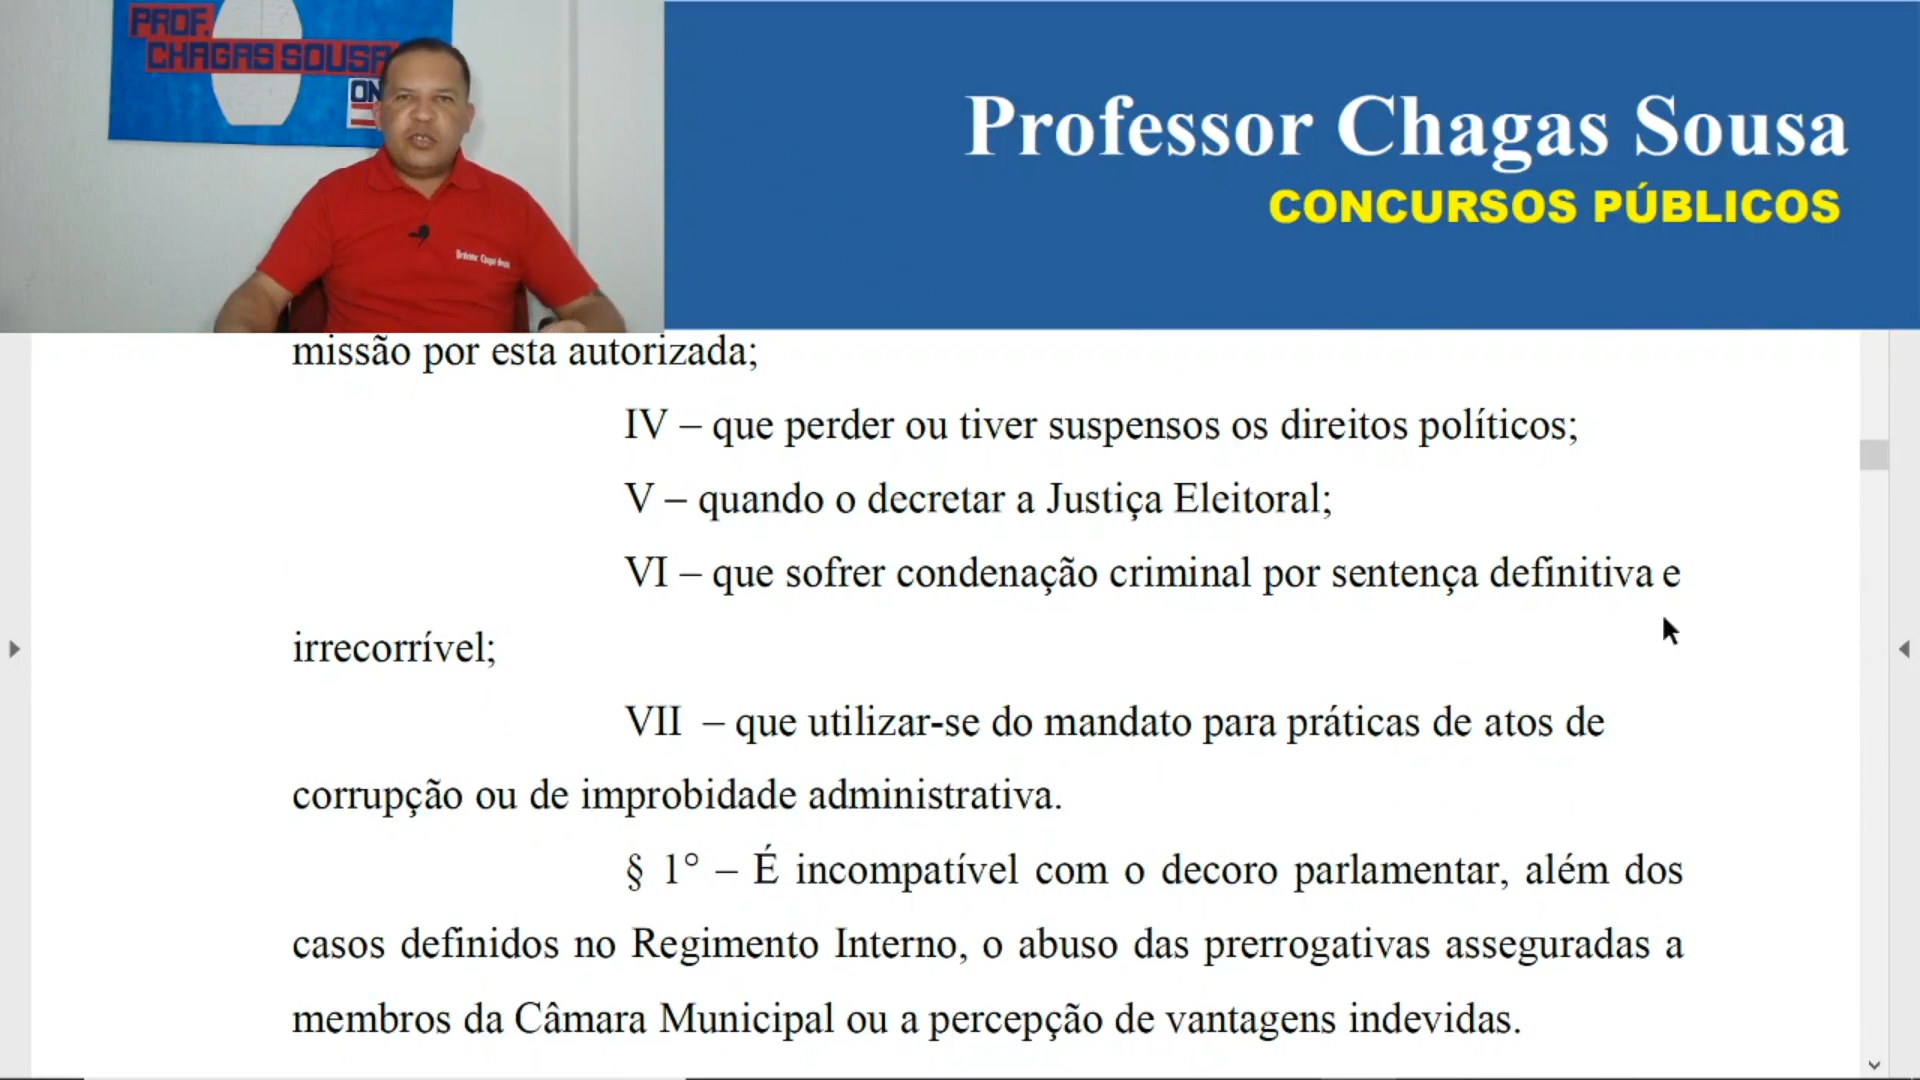 PROF.
CHAGAS SOUSA
ON
Professor Chagas Sousa
CONCURSOS PÚBLICOS
missão por esta autorizada;
IV – que perder ou tiver suspensos os direitos políticos;
V – quando o decretar a Justiça Eleitoral;
VI – que sofrer condenação criminal por sentença definitiva e
irrecorrível;
VII – que utilizar-se do mandato para práticas de atos de
corrupção ou de improbidade administrativa.
§ 1° – É incompatível com o decoro parlamentar, além dos
casos definidos no Regimento Interno, o abuso das prerrogativas asseguradas a
membros da Câmara Municipal ou a percepção de vantagens indevidas.